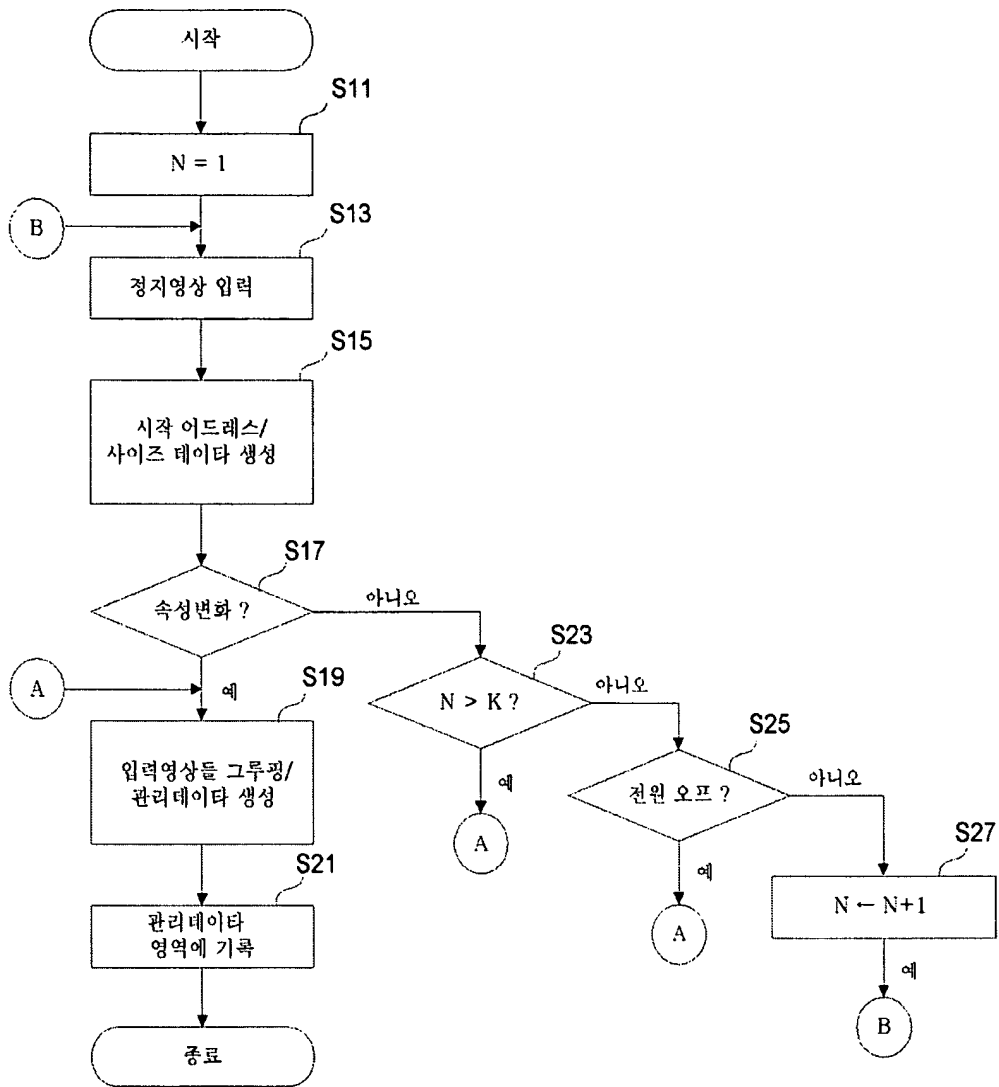 시작
S11
N = 1
B
S13
정지영상 입력
S15
시작 어드레스/
사이즈 데이타 생성
S17
속성변화 ?
아니오
A
예
S19
입력영상들 그루핑/
관리데이타 생성
S21
관리데이타
영역에 기록
종료
S23
N > K ?
아니오
예
A
S25
전원 오프 ?
아니오
예
A
S27
N ← N+1
예
B